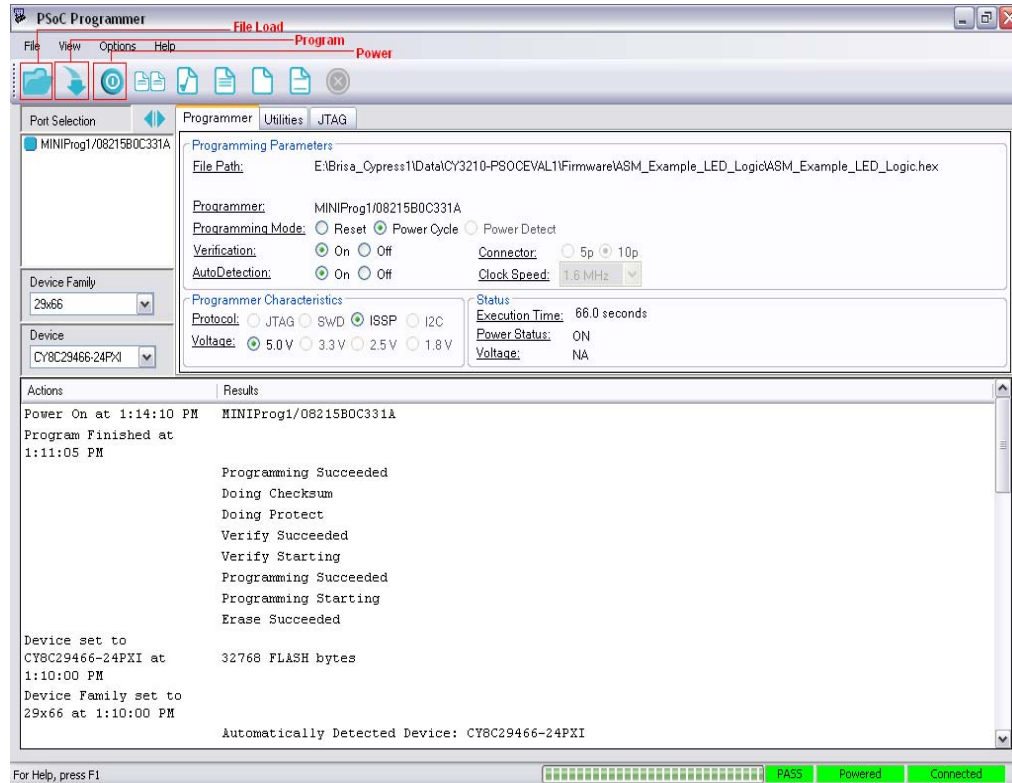 PSoC Programmer
File Load
File View Options Help
Program
Power
Port Selection
Programmer Utilities JTAG
MINIProg1/08215B0C331A
Programming Parameters
File Path: E:\Brisa_Cypress1\Data\CY3210-PSOCEVAL1\Firmware\ASM_Example_LED_Logic\ASM_Example_LED_Logic.hex
Programmer: MINIProg1/08215B0C331A
Programming Mode: Reset Power Cycle Power Detect
Verification: On Off Connector: 5p 10p
AutoDetection: On Off Clock Speed: 1.6 MHz
Device Family
29x66
Device
CY8C29466-24PXI
Programmer Characteristics
Protocol: JTAG SWD ISSP I2C
Voltage: 5.0 V 3.3 V 2.5 V 1.8 V
Status
Execution Time: 66.0 seconds
Power Status: ON
Voltage: NA
Actions Results
Power On at 1:14:10 PM MINIProg1/08215B0C331A
Program Finished at
1:11:05 PM
Programming Succeeded
Doing Checksum
Doing Protect
Verify Succeeded
Verify Starting
Programming Succeeded
Programming Starting
Erase Succeeded
Device set to
CY8C29466-24PXI at 32768 FLASH bytes
1:10:00 PM
Device Family set to
29x66 at 1:10:00 PM
Automatically Detected Device: CY8C29466-24PXI
For Help, press F1 PASS Powered Connected